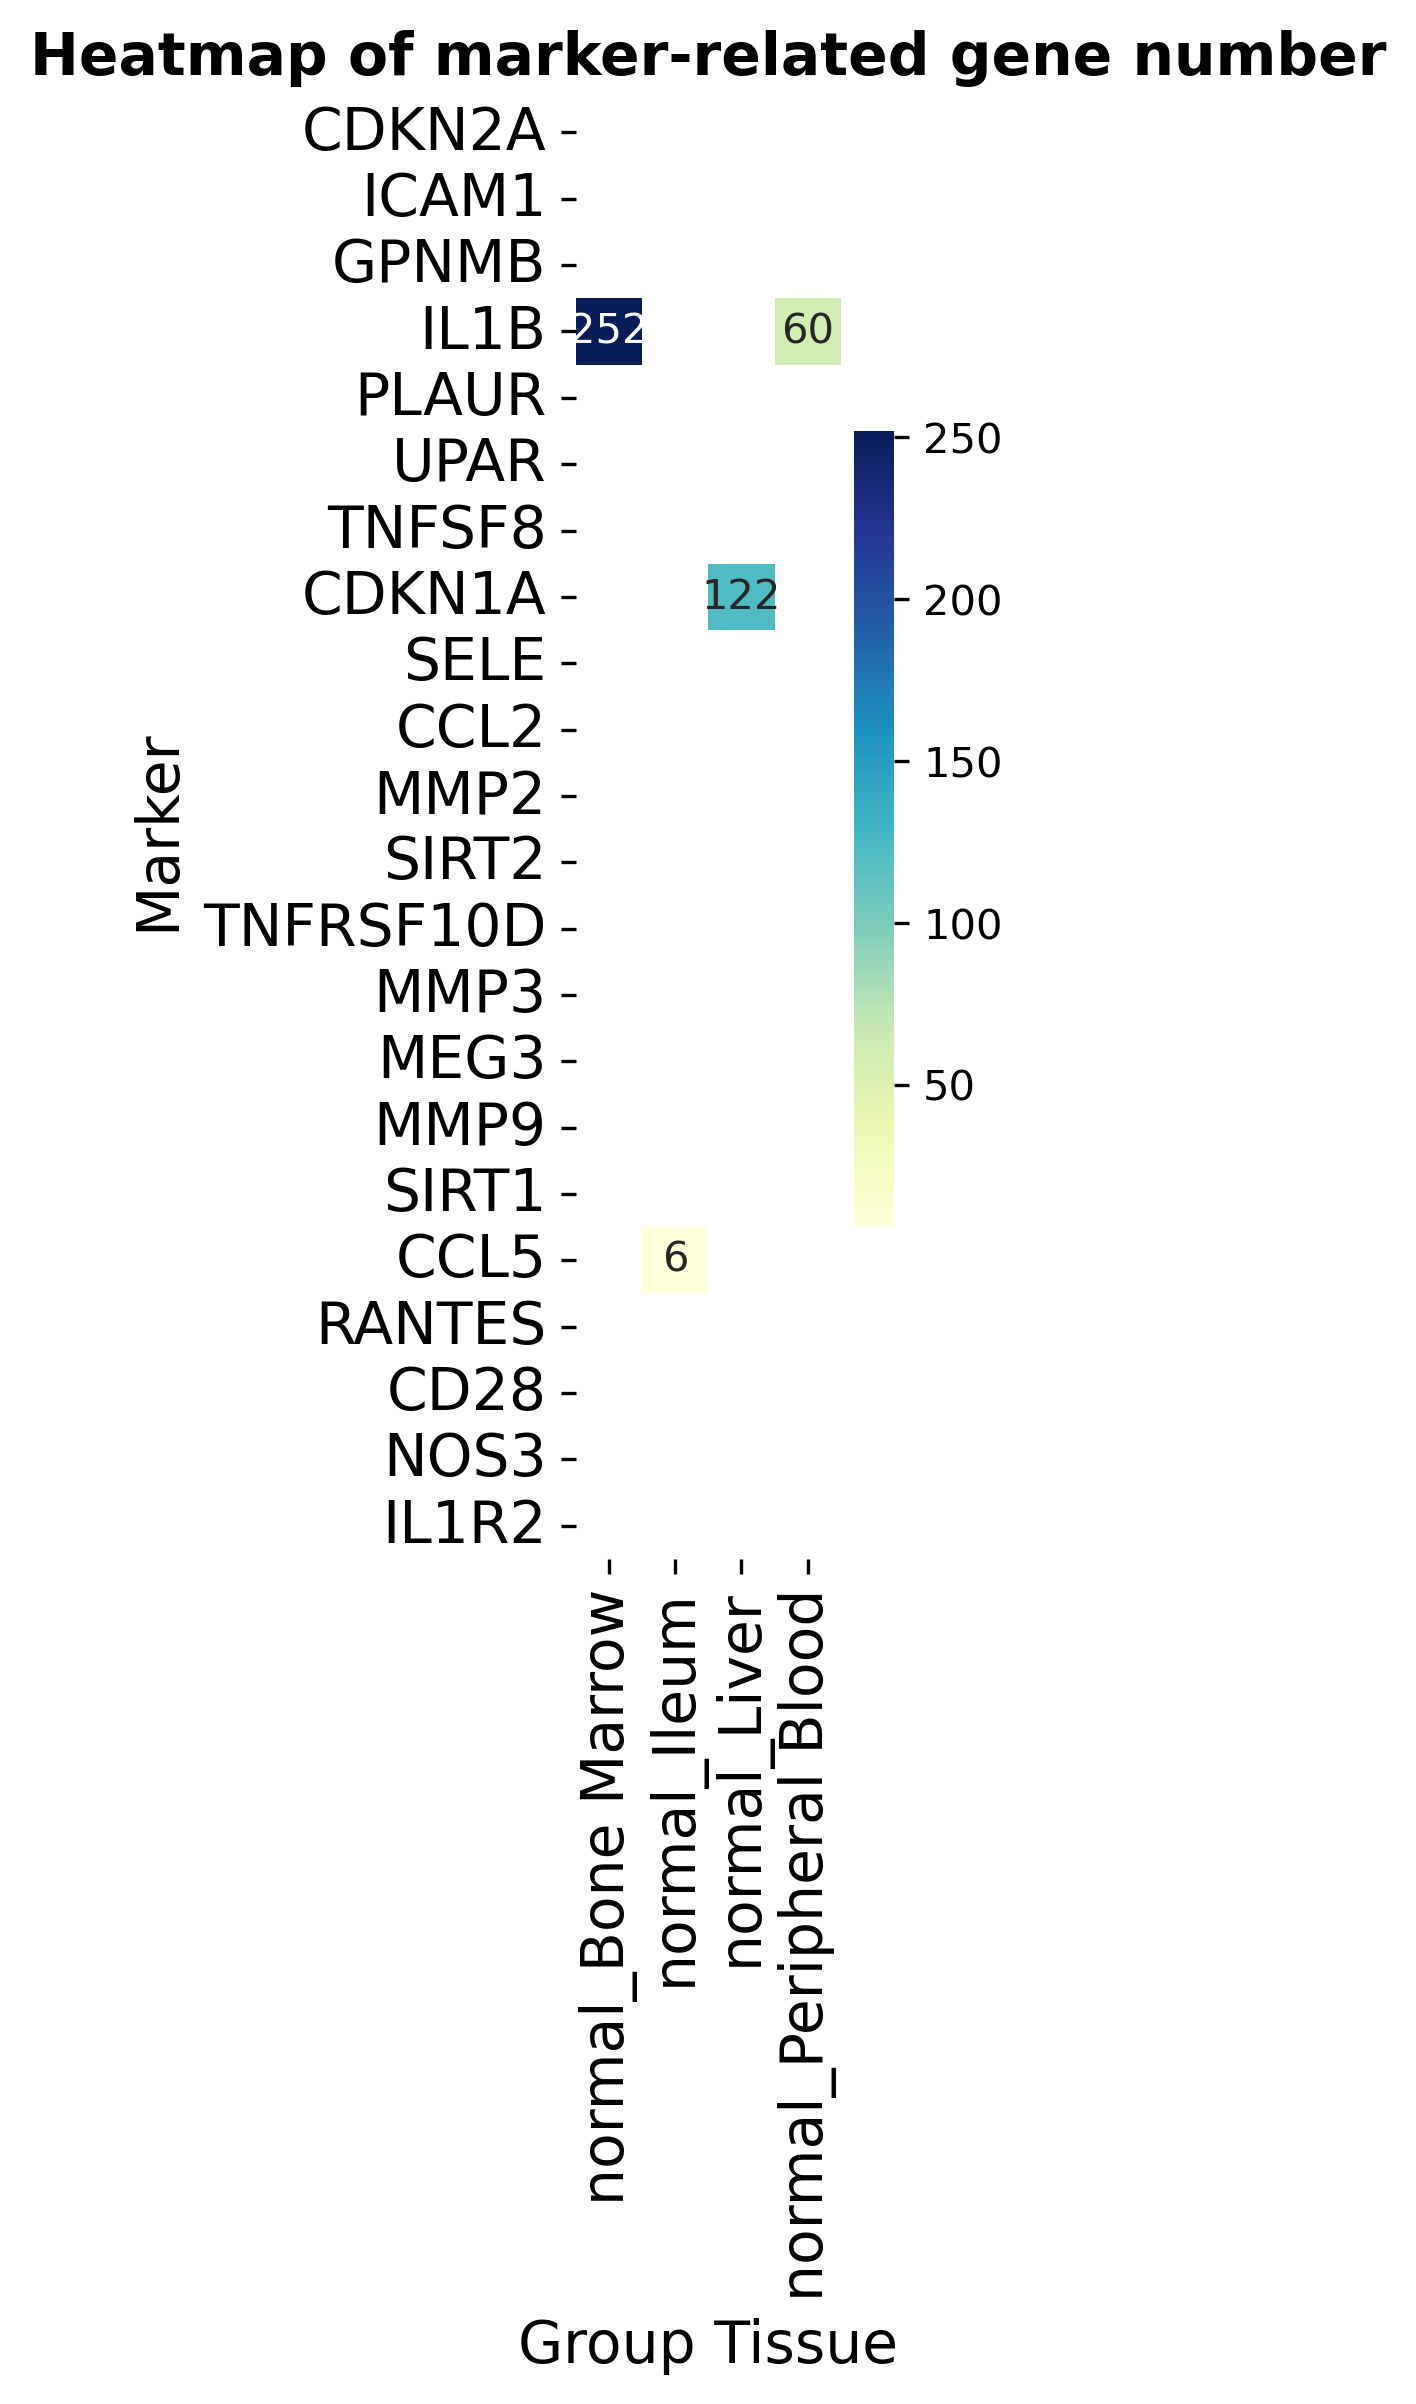 Heatmap of marker-related gene number
CDKN2A
ICAM1
GPNMB
IL1B
252
60
PLAUR
UPAR
TNFSF8
CDKN1A
122
SELE
CCL2
MMP2
SIRT2
TNFRSF10D
MMP3
MEG3
MMP9
SIRT1
CCL5
6
RANTES
CD28
NOS3
IL1R2
Marker
250
200
150
100
50
normal_Bone Marrow
normal_Ileum
normal_Liver
normal_Peripheral Blood
Group Tissue